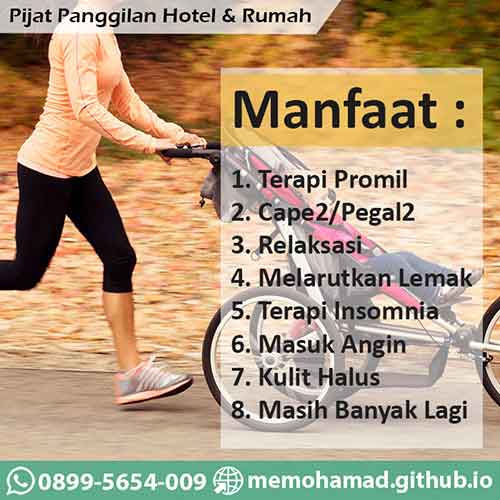 Pijat Panggilan Hotel & Rumah
Manfaat :
1. Terapi Promil
2. Cape2/Pegal2
3. Relaksasi
4. Melarutkan Lemak
5. Terapi Insomnia
6. Masuk Angin
7. Kulit Halus
8. Masih Banyak Lagi
0899-5654-009 memohamad.github.io